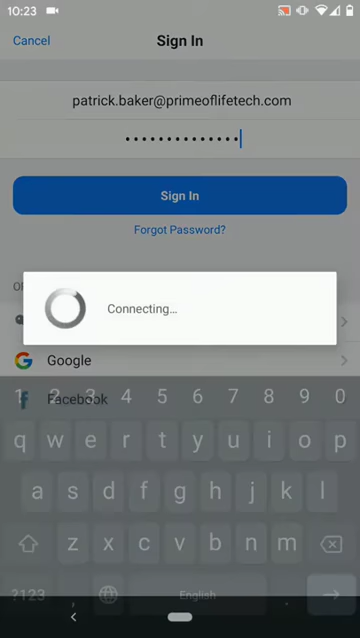 10:23
Cancel
Sign In
patrick.baker@primeoflifetech.com
••••••••••••••
Sign In
Forgot Password?
Connecting...
Google
Facebook
1 2 3 4 5 6 7 8 9 0
q w e r t y u i o p
a s d f g h j k l
z x c v b n m
?123 , English .